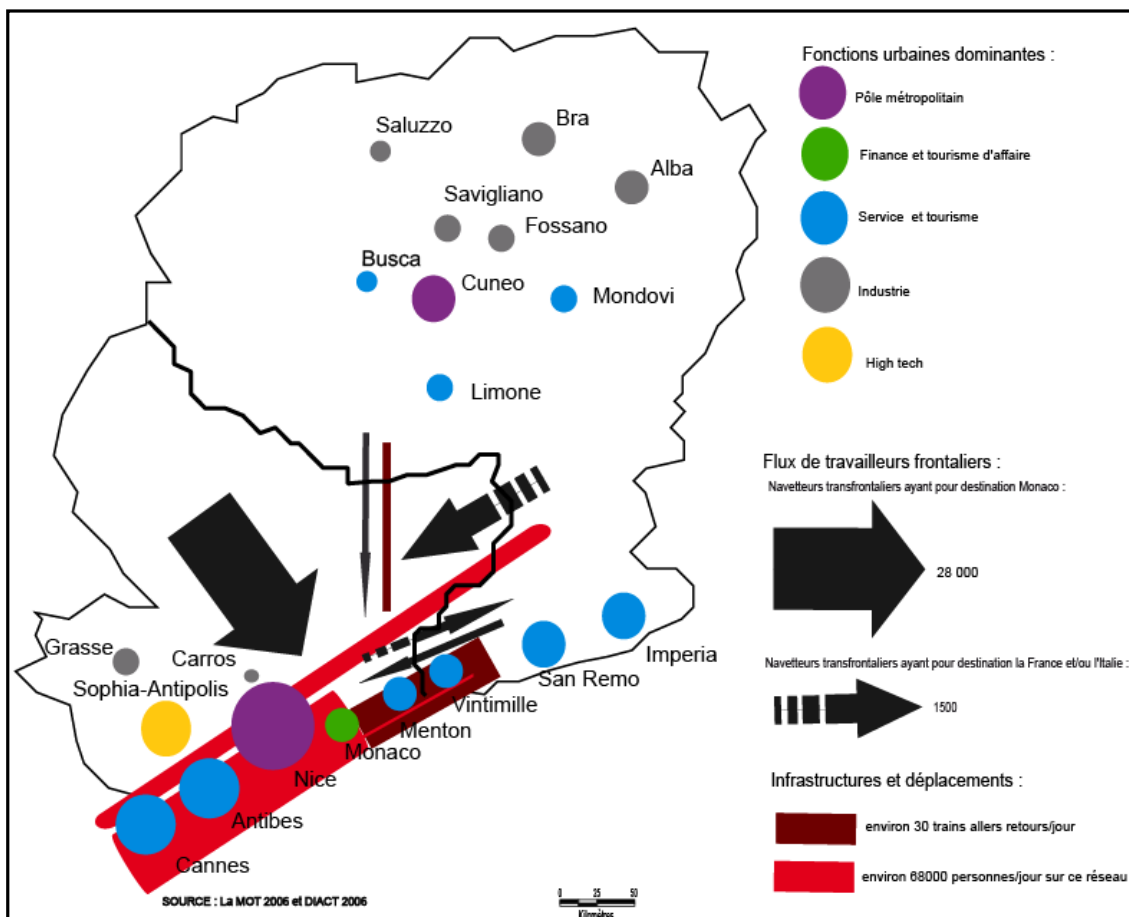 Fonctions urbaines dominantes :
Pôle métropolitain
Finance et tourisme d'affaire
Service et tourisme
Industrie
High tech
Saluzzo
Bra
Alba
Savigliano
Fossano
Busca
Cuneo
Mondovi
Limone
Flux de travailleurs frontaliers :
Navetteurs transfrontaliers ayant pour destination Monaco :
28 000
Navetteurs transfrontaliers ayant pour destination la France et/ou l'Italie :
1500
Infrastructures et déplacements :
environ 30 trains allers retours/jour
environ 68000 personnes/jour sur ce réseau
Grasse
Carros
Sophia-Antipolis
Imperia
San Remo
Vintimille
Menton
Monaco
Nice
Antibes
Cannes
SOURCE : La MOT 2006 et DIACT 2006
0 25 50
Kilomètres